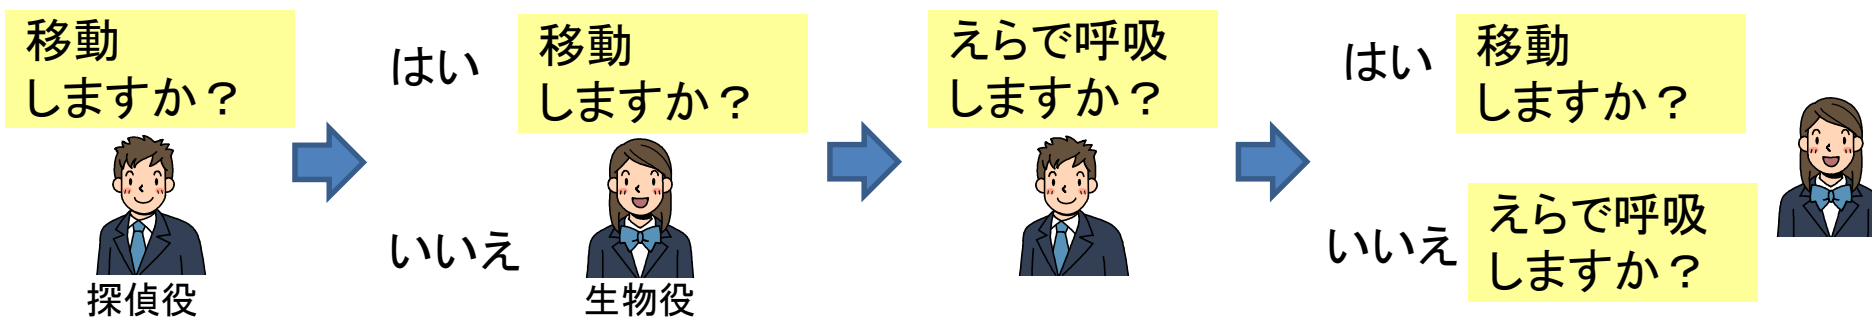 移動
しますか？
探偵役
はい
移動
しますか？
いいえ
生物役
えらで呼吸
しますか？
はい
移動
しますか？
いいえ
えらで呼吸
しますか？